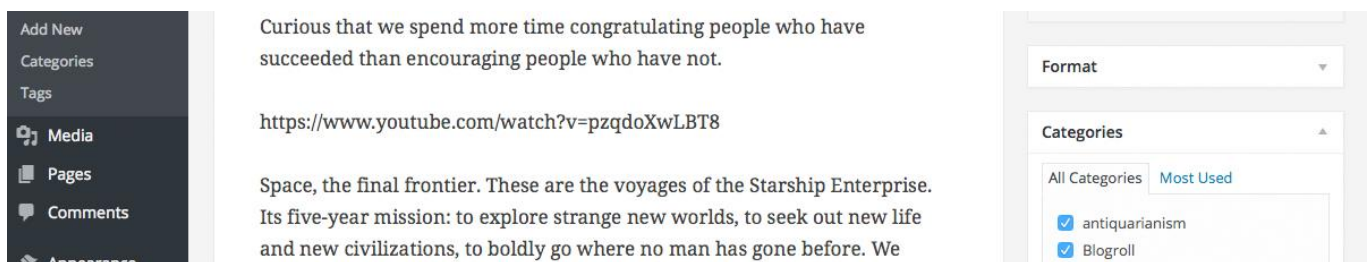 Add New
Categories
Tags
Media
Pages
Comments
Appearance
Curious that we spend more time congratulating people who have
succeeded than encouraging people who have not.
https://www.youtube.com/watch?v=pzqdoXwLBT8
Space, the final frontier. These are the voyages of the Starship Enterprise.
Its five-year mission: to explore strange new worlds, to seek out new life
and new civilizations, to boldly go where no man has gone before. We
Format
Categories
All Categories Most Used
antiquarianism
Blogroll